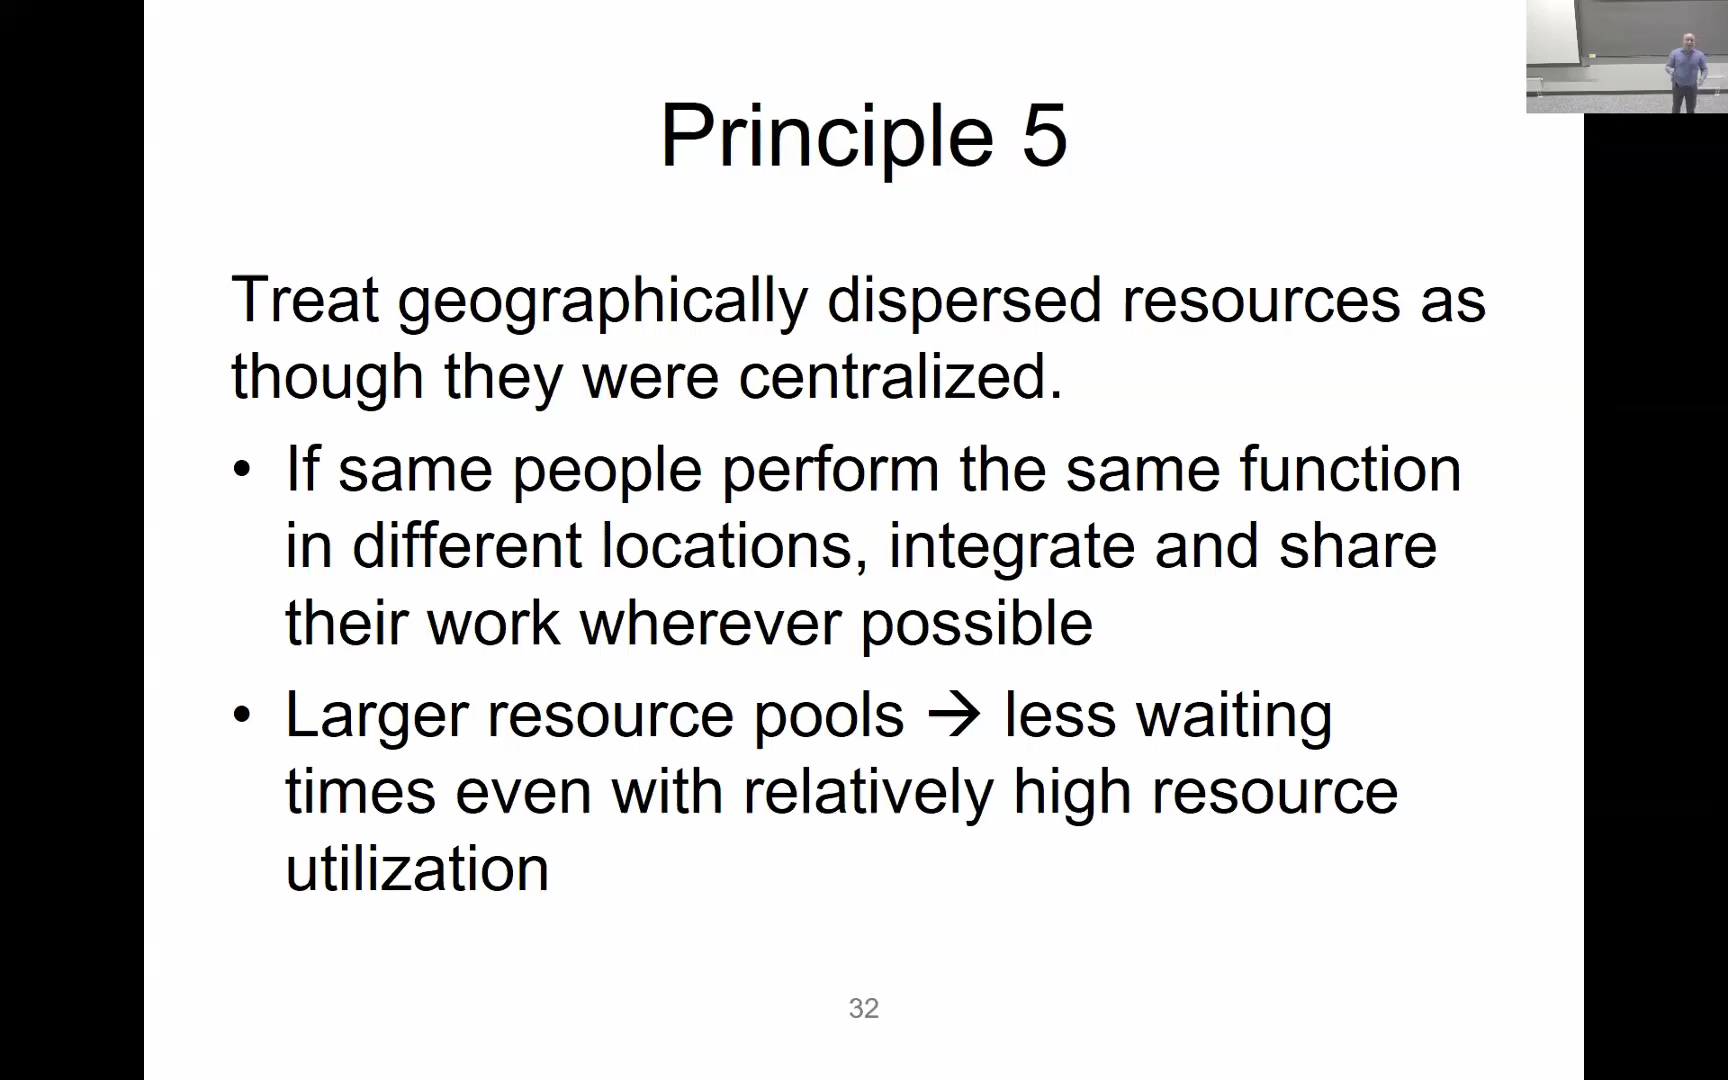 Principle 5
Treat geographically dispersed resources as
though they were centralized.
• If same people perform the same function
in different locations, integrate and share
their work wherever possible
• Larger resource pools → less waiting
times even with relatively high resource
utilization
32